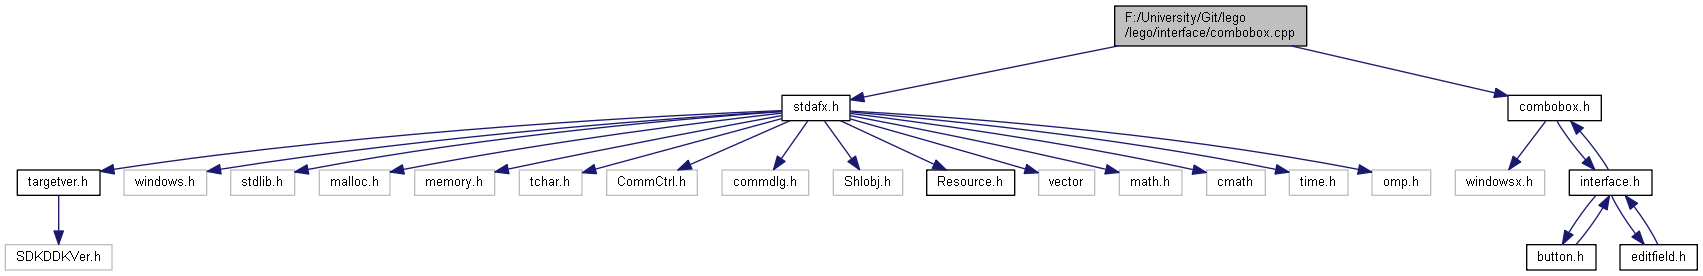 F:/University/Git/lego
/lego/interface/combobox.cpp
stdafx.h
combobox.h
targetver.h
windows.h
stdlib.h
malloc.h
memory.h
tchar.h
CommCtrl.h
commdlg.h
Shlobj.h
Resource.h
vector
math.h
cmath
time.h
omp.h
windowsx.h
interface.h
SDKDDKVer.h
button.h
editfield.h